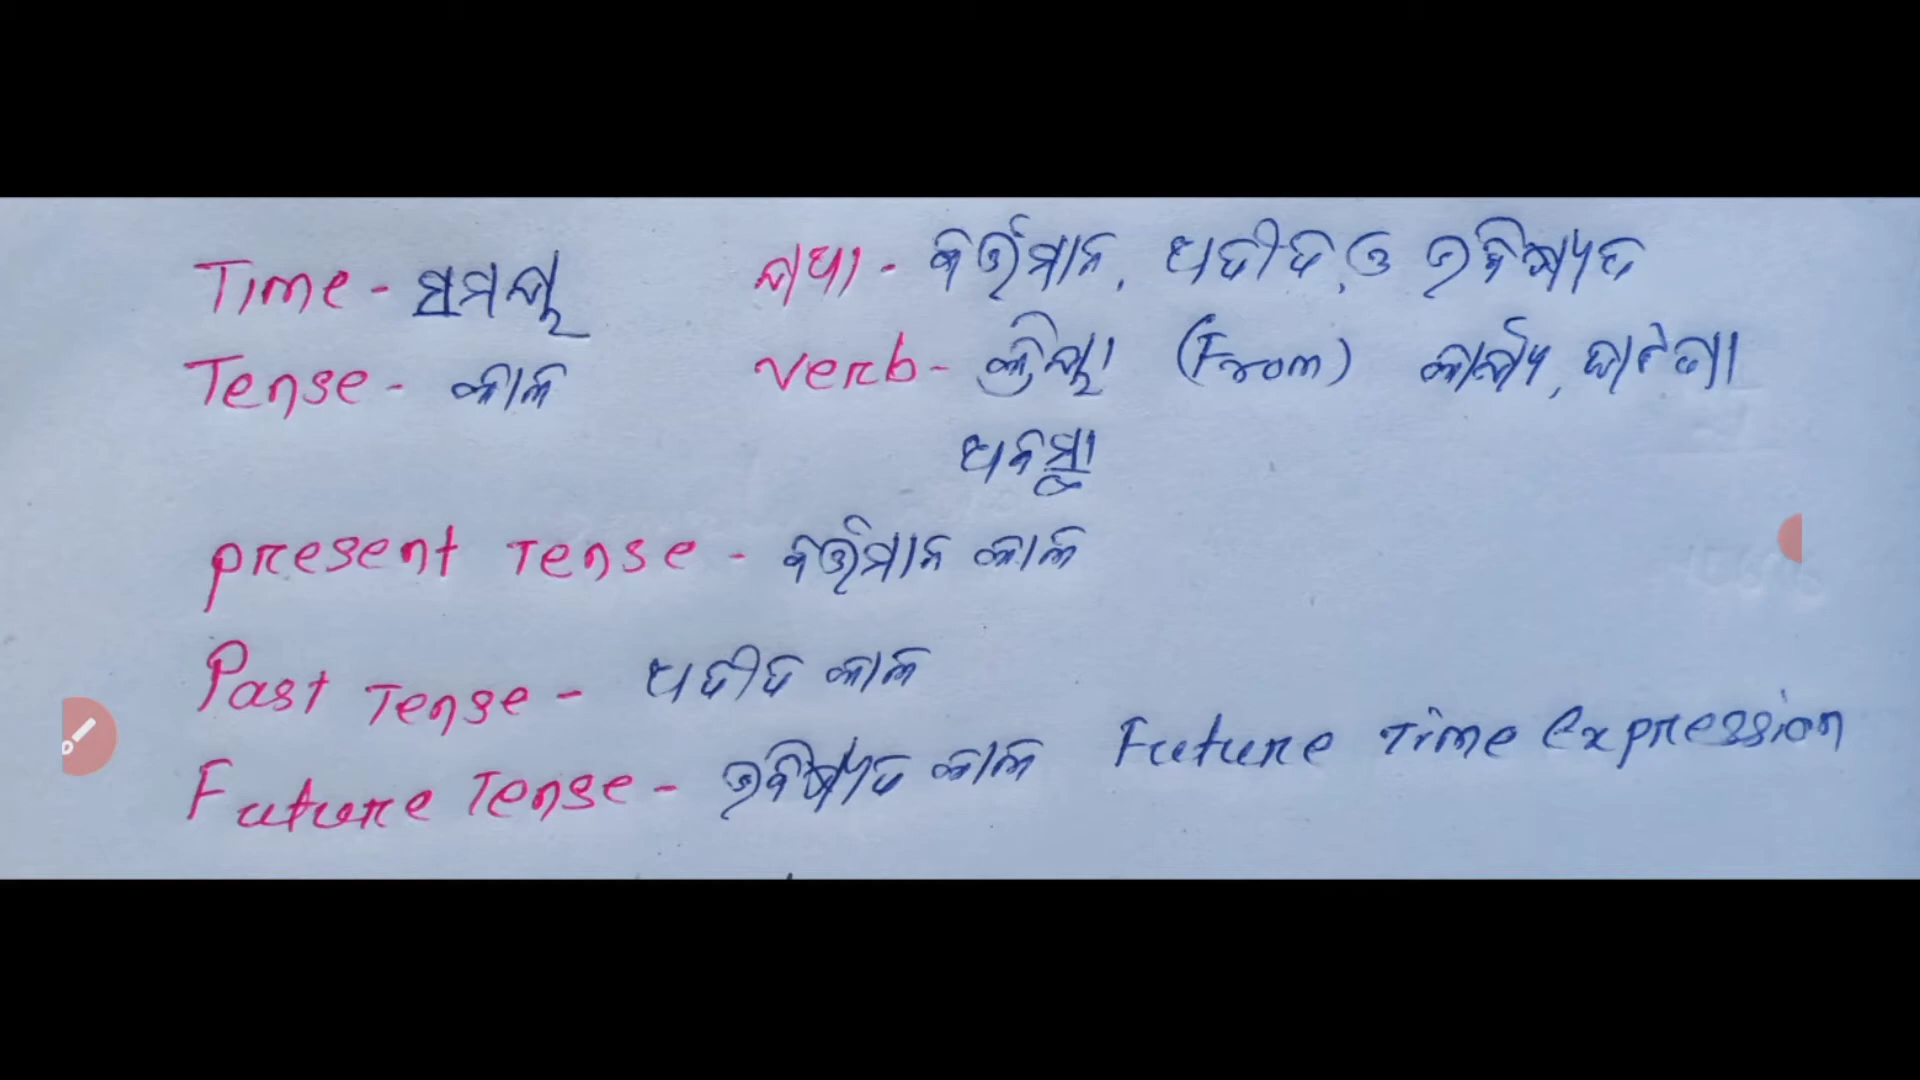 Time - ସମୟ ଯଥା - ବର୍ତ୍ତମାନ, ଅତୀତ, ଓ ଭବିଷ୍ୟତ
Tense - କାଳ Verb - କ୍ରିୟା (From) କାର୍ଯ୍ୟ, ଘଟଣା
ଅବସ୍ଥା
present Tense - ବର୍ତ୍ତମାନ କାଳ
Past Tense - ଅତୀତ କାଳ
Future Tense - ଭବିଷ୍ୟତ କାଳ Future Time Expression